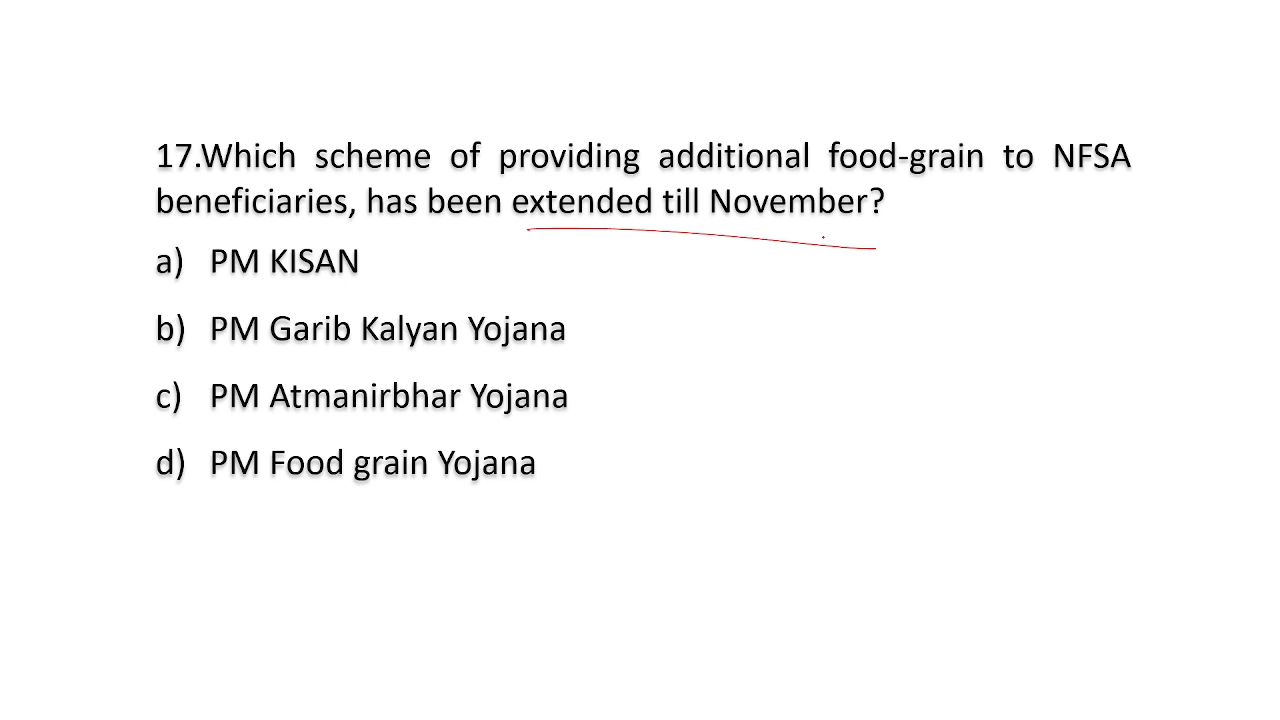 17.Which scheme of providing additional food-grain to NFSA
beneficiaries, has been extended till November?
a) PM KISAN
b) PM Garib Kalyan Yojana
c) PM Atmanirbhar Yojana
d) PM Food grain Yojana